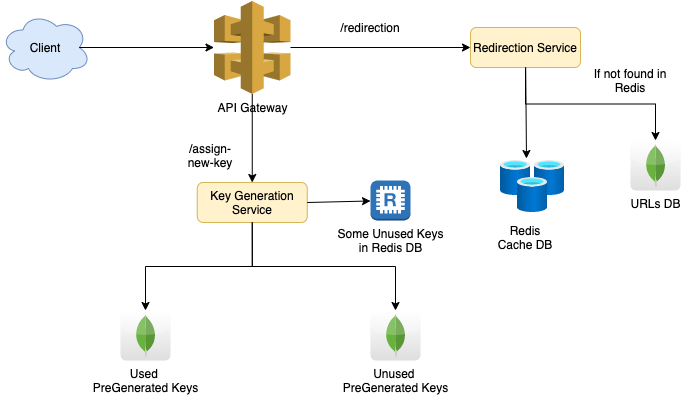 Client
/redirection
Redirection Service
If not found in
Redis
API Gateway
/assign-
new-key
Key Generation
Service
R
Some Unused Keys
in Redis DB
Redis
Cache DB
URLs DB
Used
PreGenerated Keys
Unused
PreGenerated Keys